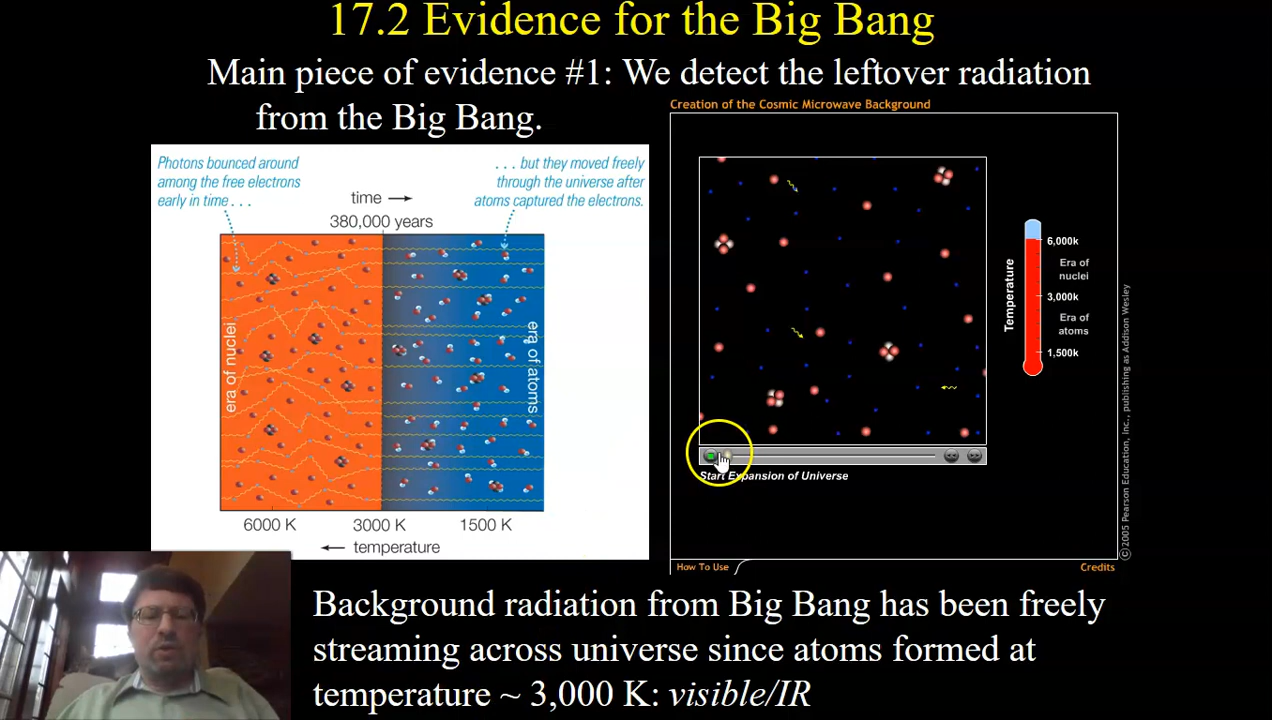 17.2 Evidence for the Big Bang
Main piece of evidence #1: We detect the leftover radiation
from the Big Bang.
Photons bounced around
among the free electrons
early in time . . .
. . . but they moved freely
through the universe after
atoms captured the electrons.
time →
380,000 years
era of nuclei
era of atoms
6000 K
3000 K
1500 K
← temperature
Creation of the Cosmic Microwave Background
Temperature
6,000k
Era of
nuclei
3,000k
Era of
atoms
1,500k
Start Expansion of Universe
How To Use
Credits
©2005 Pearson Education, Inc., publishing as Addison Wesley
Background radiation from Big Bang has been freely
streaming across universe since atoms formed at
temperature ~ 3,000 K: visible/IR